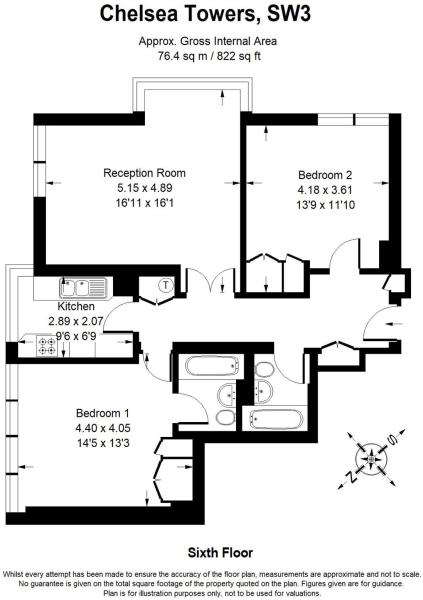 Chelsea Towers, SW3
Approx. Gross Internal Area
76.4 sq m / 822 sq ft
Reception Room
5.15 x 4.89
16'11 x 16'1
Bedroom 2
4.18 x 3.61
13'9 x 11'10
T
Kitchen
2.89 x 2.07
9'6 x 6'9
Bedroom 1
4.40 x 4.05
14'5 x 13'3
S
N
Sixth Floor
Whilst every attempt has been made to ensure the accuracy of the floor plan, measurements are approximate and not to scale.
No guarantee is given on the total square footage of the property quoted on the plan. Figures given are for guidance.
Plan is for illustration purposes only, not to be used for valuations.